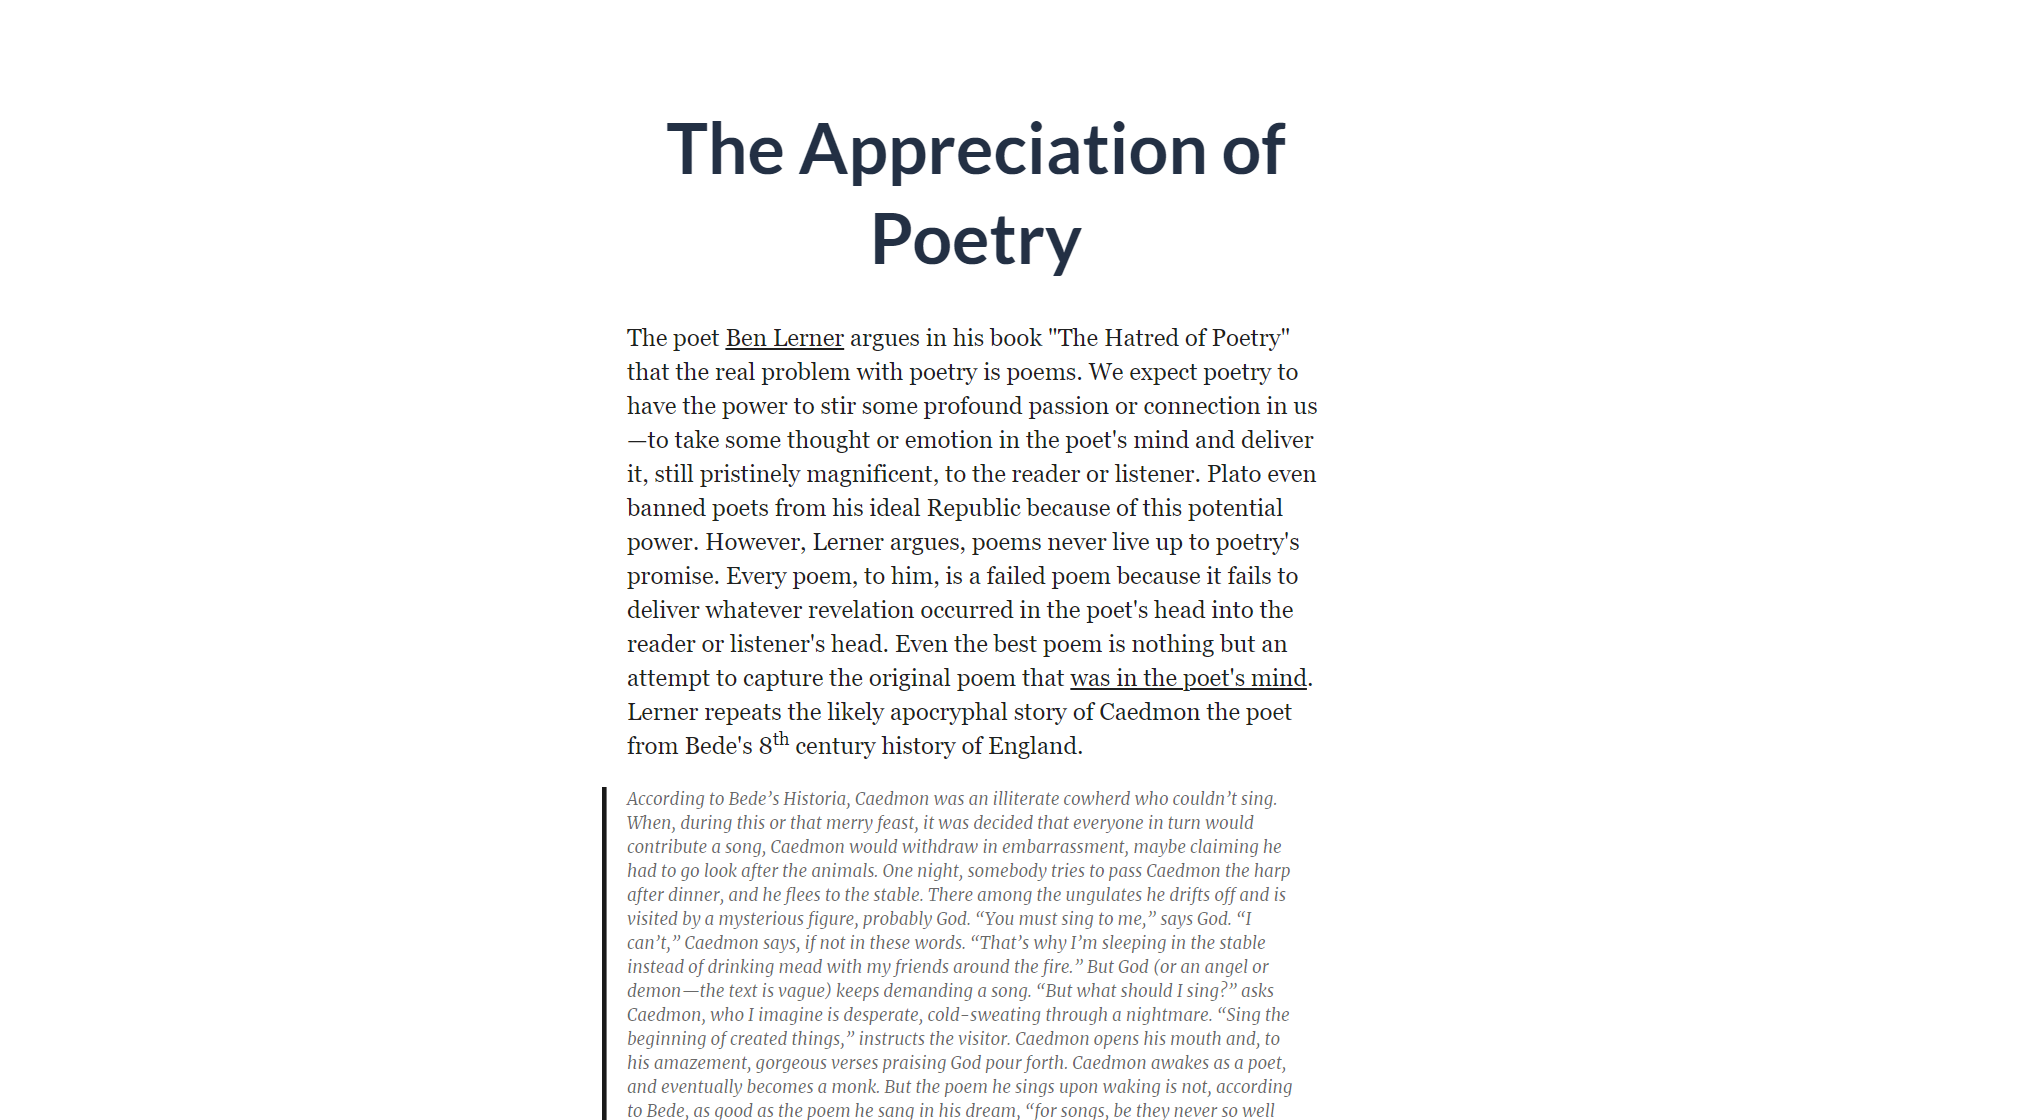 The Appreciation of
Poetry
The poet Ben Lerner argues in his book "The Hatred of Poetry"
that the real problem with poetry is poems. We expect poetry to
have the power to stir some profound passion or connection in us
—to take some thought or emotion in the poet's mind and deliver
it, still pristinely magnificent, to the reader or listener. Plato even
banned poets from his ideal Republic because of this potential
power. However, Lerner argues, poems never live up to poetry's
promise. Every poem, to him, is a failed poem because it fails to
deliver whatever revelation occurred in the poet's head into the
reader or listener's head. Even the best poem is nothing but an
attempt to capture the original poem that was in the poet's mind.
Lerner repeats the likely apocryphal story of Caedmon the poet
from Bede's 8th century history of England.
According to Bede’s Historia, Caedmon was an illiterate cowherd who couldn’t sing.
When, during this or that merry feast, it was decided that everyone in turn would
contribute a song, Caedmon would withdraw in embarrassment, maybe claiming he
had to go look after the animals. One night, somebody tries to pass Caedmon the harp
after dinner, and he flees to the stable. There among the ungulates he drifts off and is
visited by a mysterious figure, probably God. “You must sing to me,” says God. “I
can’t,” Caedmon says, if not in these words. “That’s why I’m sleeping in the stable
instead of drinking mead with my friends around the fire.” But God (or an angel or
demon—the text is vague) keeps demanding a song. “But what should I sing?” asks
Caedmon, who I imagine is desperate, cold-sweating through a nightmare. “Sing the
beginning of created things,” instructs the visitor. Caedmon opens his mouth and, to
his amazement, gorgeous verses praising God pour forth. Caedmon awakes as a poet,
and eventually becomes a monk. But the poem he sings upon waking is not, according
to Bede, as good as the poem he sang in his dream, “for songs, be they never so well